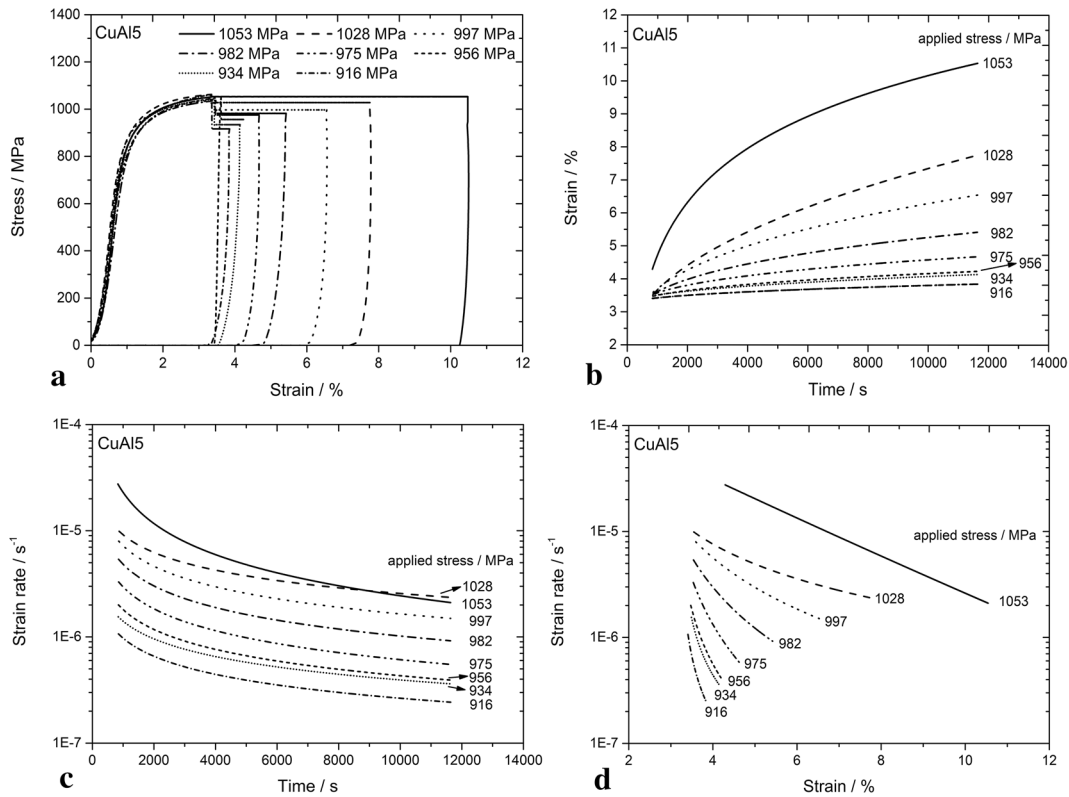 CuAl5
1053 MPa 1028 MPa 997 MPa
982 MPa 975 MPa 956 MPa
934 MPa 916 MPa
1400
1200
1000
800
600
400
200
0
Stress / MPa
0 2 4 6 8 10 12
Strain / %
a
CuAl5
applied stress / MPa
12
11
10
9
8
7
6
5
4
3
2
Strain / %
1053
1028
997
982
975
956
934
916
0 2000 4000 6000 8000 10000 12000 14000
Time / s
b
CuAl5
1E-4
1E-5
1E-6
1E-7
Strain rate / s-1
applied stress / MPa
1028
1053
997
982
975
956
934
916
0 2000 4000 6000 8000 10000 12000 14000
Time / s
c
CuAl5
1E-4
1E-5
1E-6
1E-7
Strain rate / s-1
applied stress / MPa
1053
1028
997
982
975
956
934
916
2 4 6 8 10 12
Strain / %
d